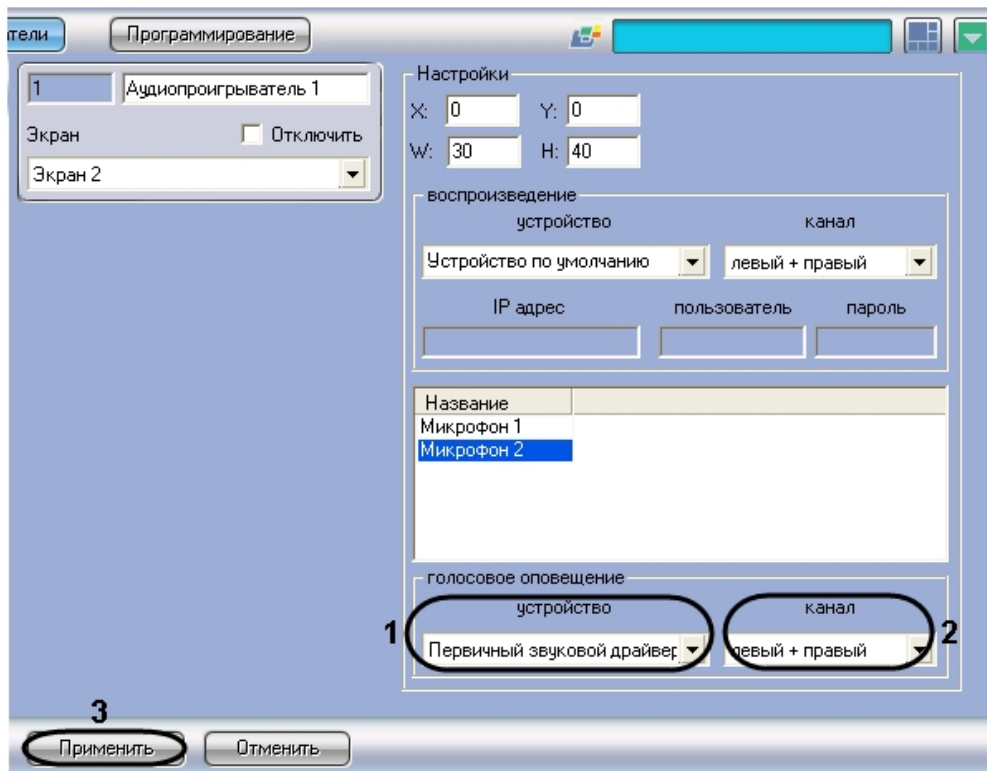 тели Программирование
1 Аудиопроигрыватель 1
Экран Отключить
Экран 2
Настройки
X: 0 Y: 0
W: 30 H: 40
воспроизведение
устройство канал
Устройство по умолчанию левый + правый
IP адрес пользователь пароль
Название
Микрофон 1
Микрофон 2
голосовое оповещение
устройство канал
1 Первичный звуковой драйвер левый + правый 2
3
Применить Отменить